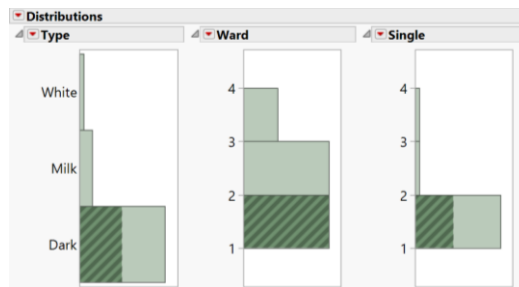 Distributions
Type
White
Milk
Dark
Ward
4
3
2
1
Single
4
3
2
1